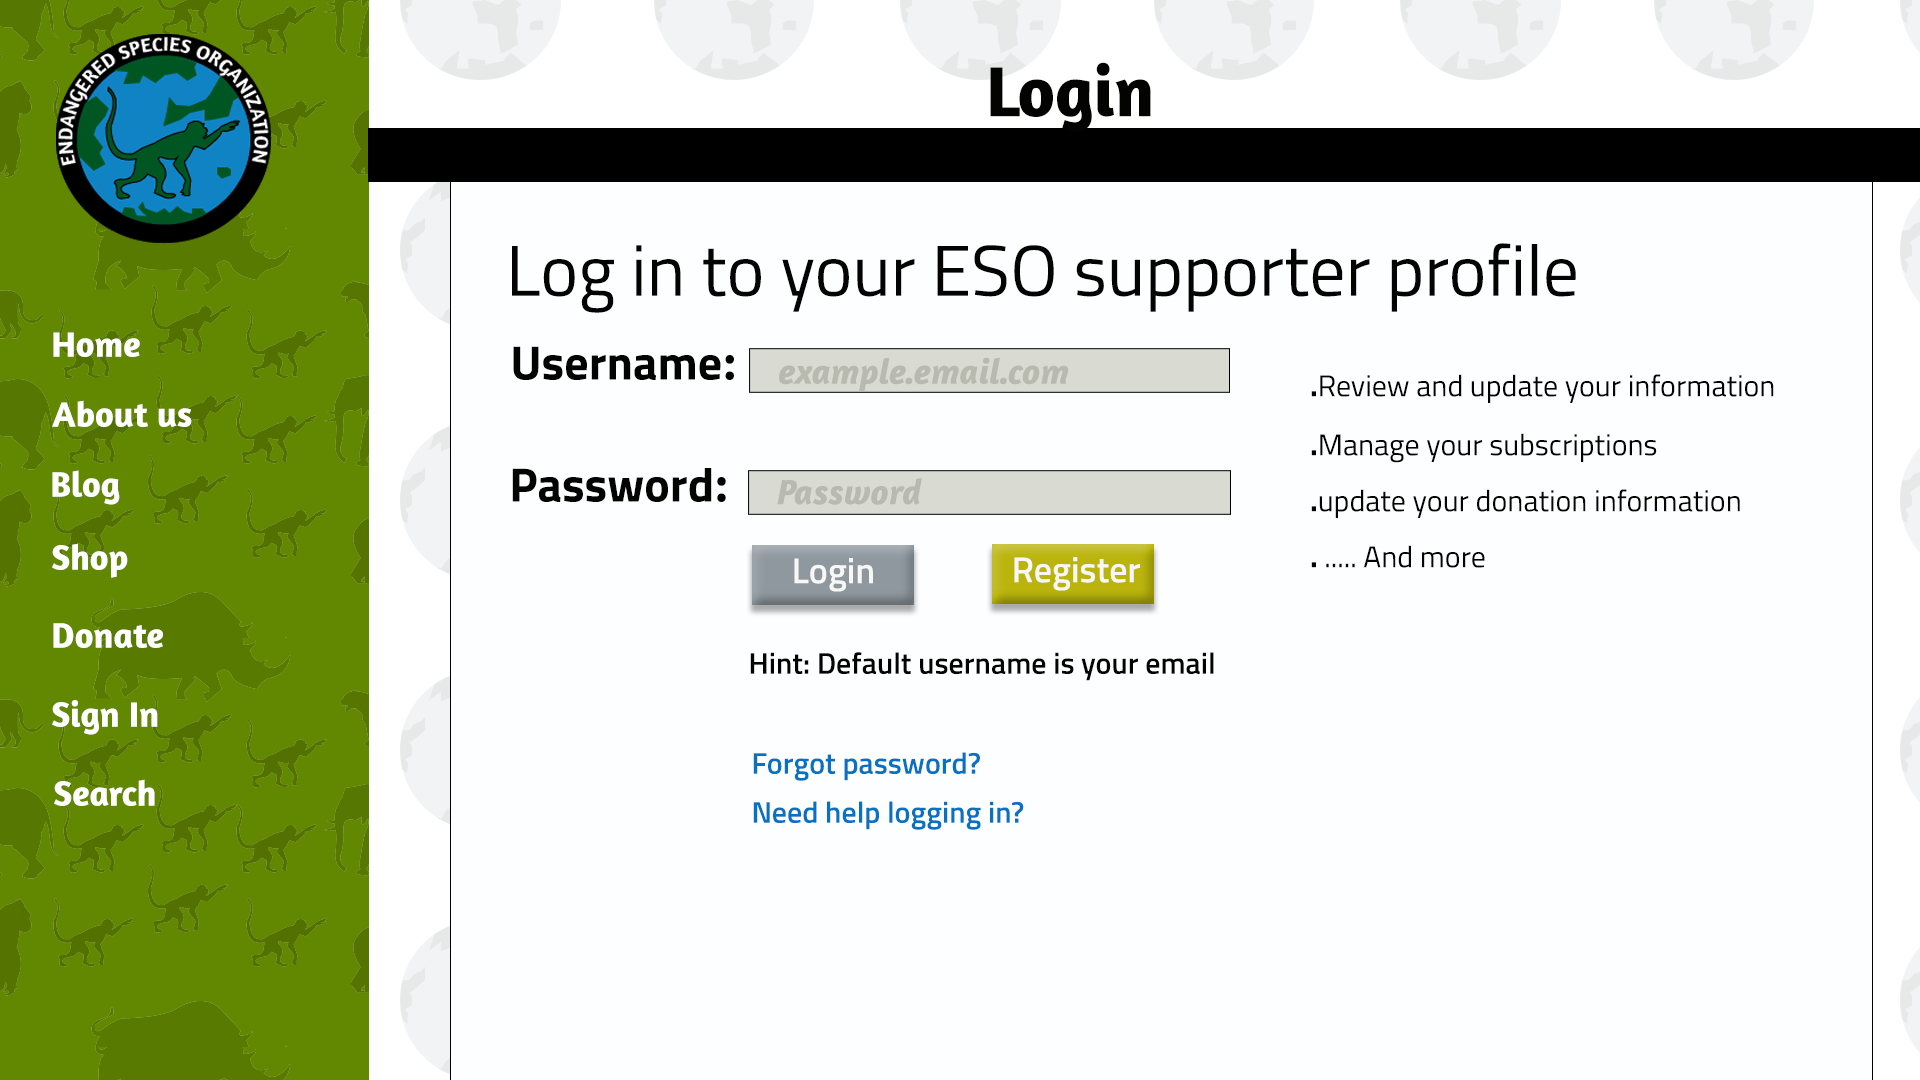 ENDANGERED SPECIES ORGANIZATION
Home
About us
Blog
Shop
Donate
Sign In
Search
Login
Log in to your ESO supporter profile
Username: example.email.com
Password: Password
Login Register
Hint: Default username is your email
Forgot password?
Need help logging in?
.Review and update your information
.Manage your subscriptions
.update your donation information
. ..... And more